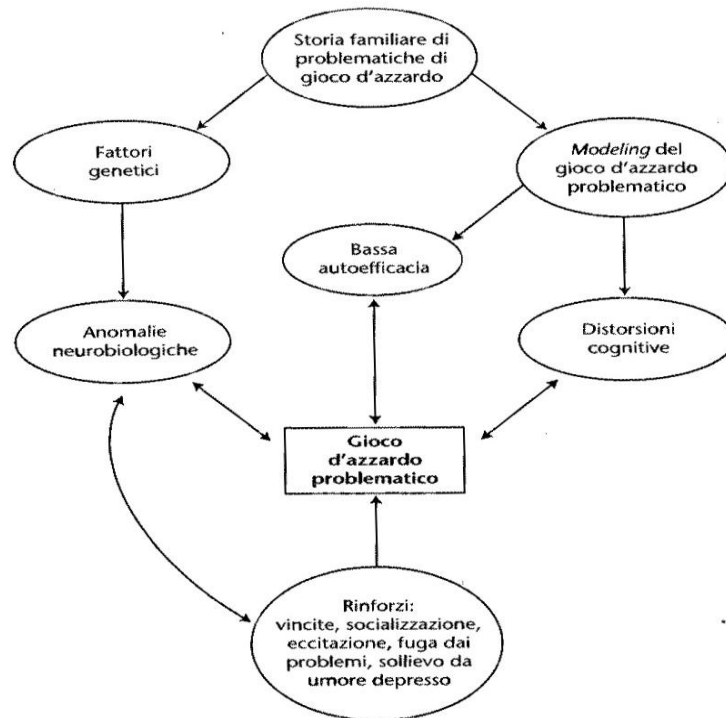 Storia familiare di
problematiche di
gioco d'azzardo
Fattori
genetici
Modeling del
gioco d'azzardo
problematico
Bassa
autoefficacia
Anomalie
neurobiologiche
Distorsioni
cognitive
Gioco
d'azzardo
problematico
Rinforzi:
vincite, socializzazione,
eccitazione, fuga dai
problemi, sollievo da
umore depresso